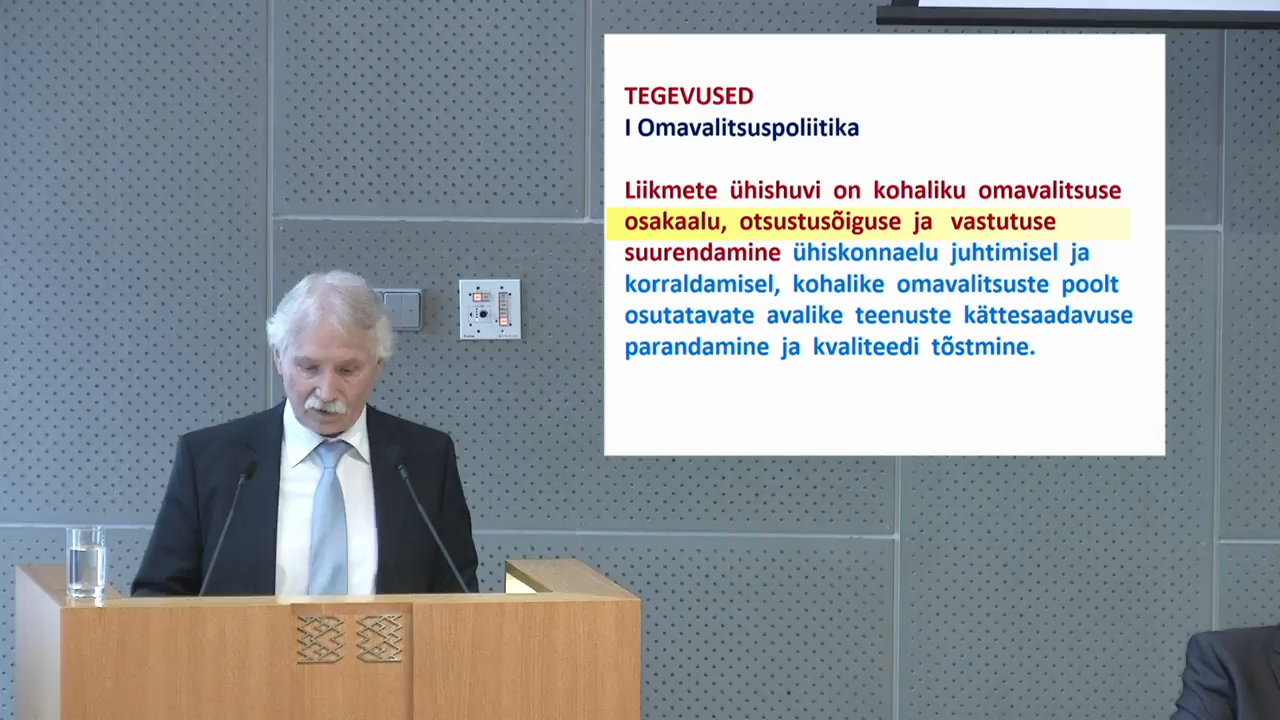 TEGEVUSED
I Omavalitsuspoliitika
Liikmete ühishuvi on kohaliku omavalitsuse
osakaalu, otsustusõiguse ja vastutuse
suurendamine ühiskonnaelu juhtimisel ja
korraldamisel, kohalike omavalitsuste poolt
osutatavate avalike teenuste kättesaadavuse
parandamine ja kvaliteedi tõstmine.